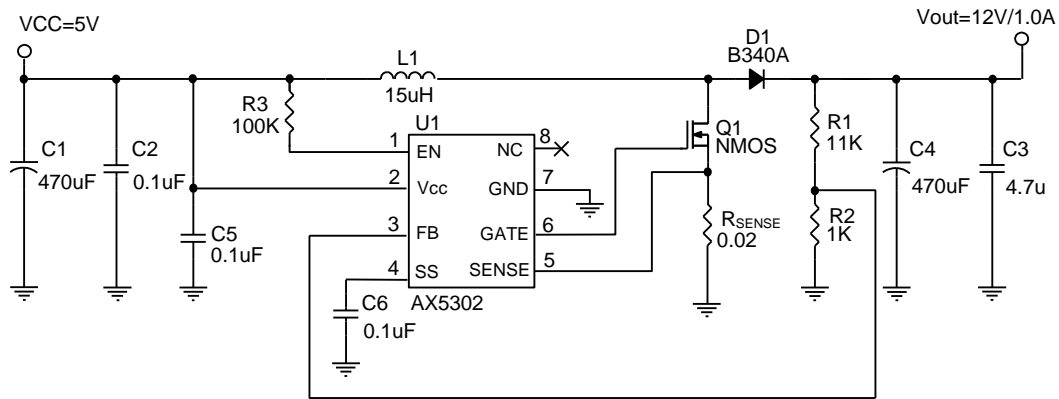 VCC=5V
Vout=12V/1.0A
L1
15uH
D1
B340A
R3
100K
U1
Q1
NMOS
R1
11K
C1
470uF
C2
0.1uF
C4
470uF
C3
4.7u
1
EN
NC
8
2
Vcc
GND
7
3
FB
GATE
6
4
SS
SENSE
5
C5
0.1uF
RSENSE
0.02
R2
1K
AX5302
C6
0.1uF